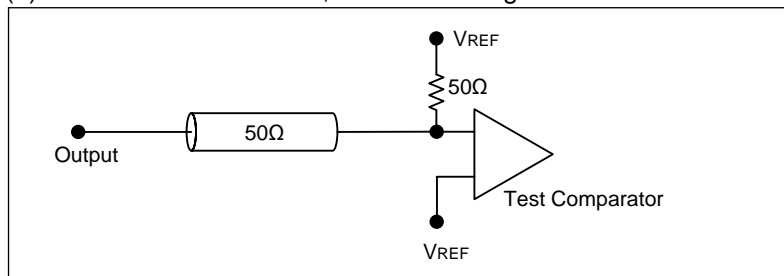 VREF
50Ω
50Ω
Output
Test Comparator
VREF